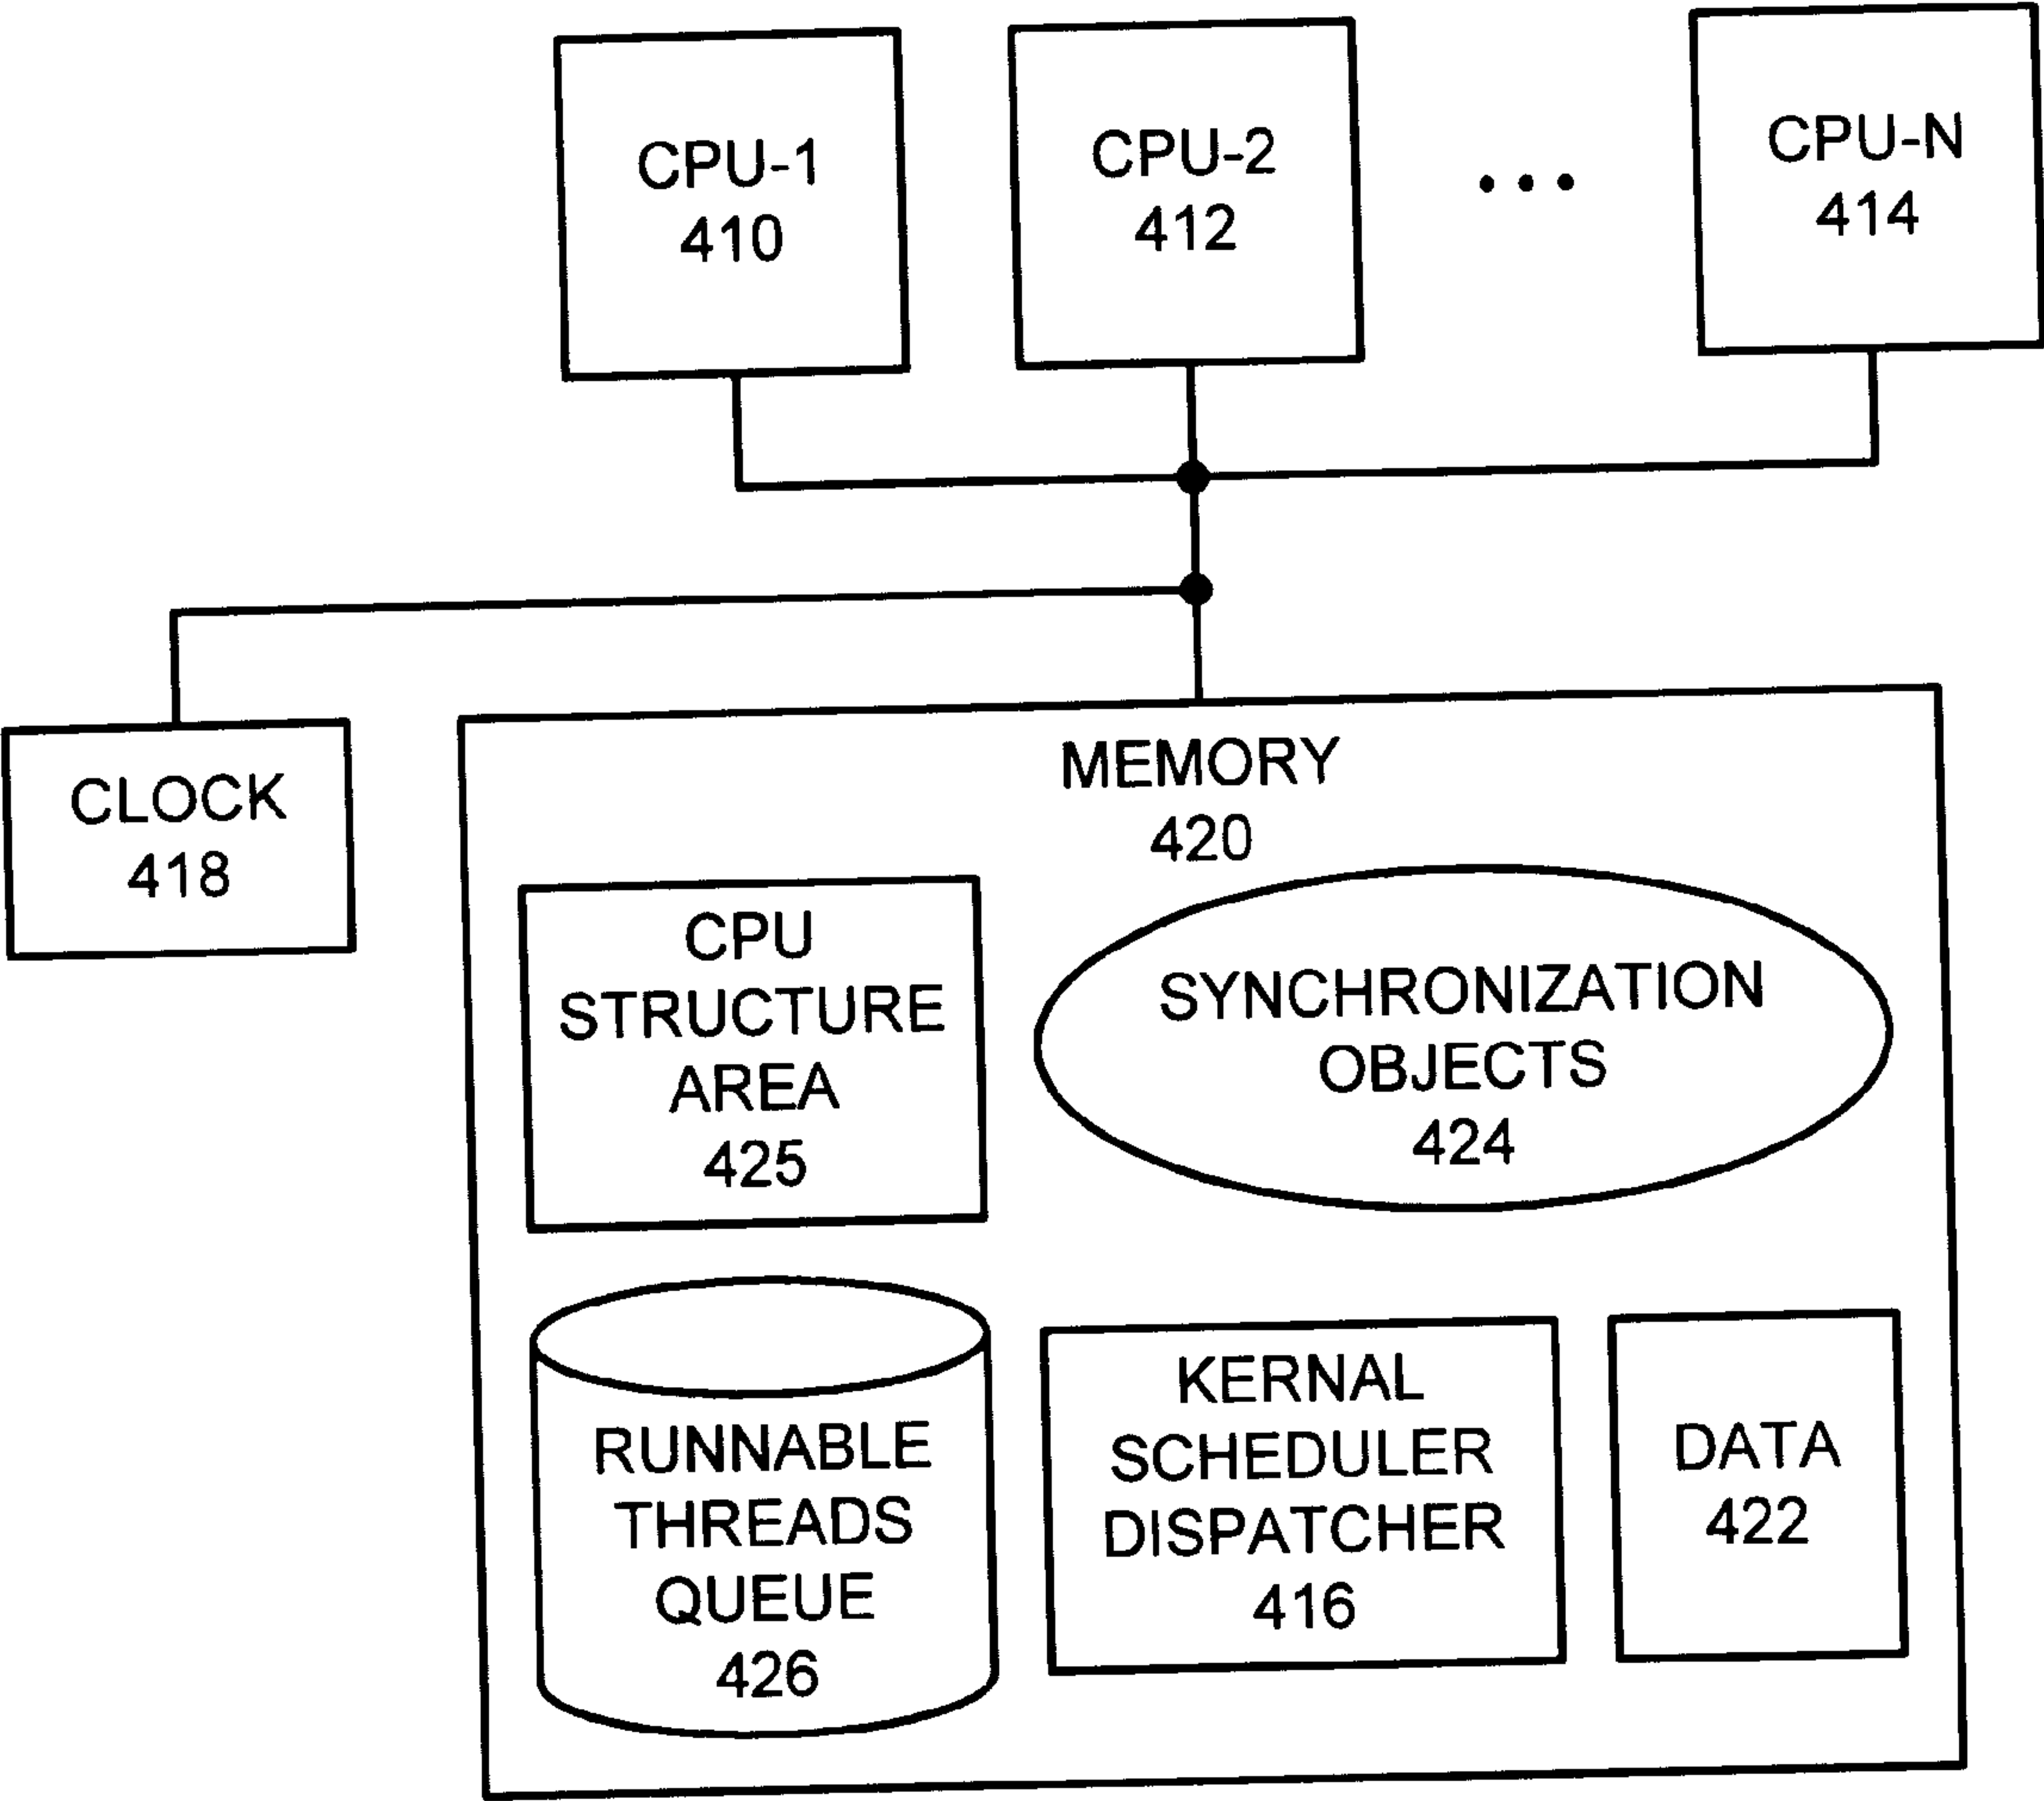 CPU-1
410
CPU-2
412
CPU-N
414
CLOCK
418
MEMORY
420
CPU
STRUCTURE
AREA
425
SYNCHRONIZATION
OBJECTS
424
RUNNABLE
THREADS
QUEUE
426
KERNAL
SCHEDULER
DISPATCHER
416
DATA
422